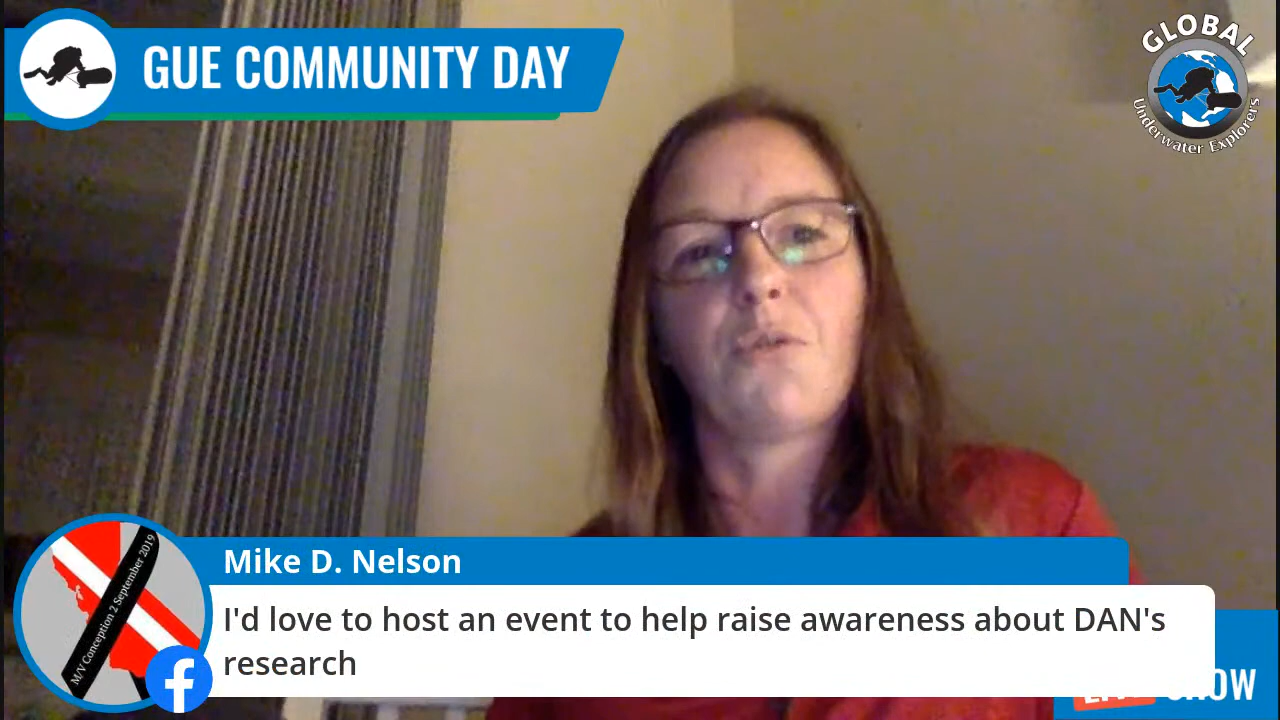 GUE COMMUNITY DAY
GLOBAL
Underwater Explorers
M/V Conception 2 September 2019
Mike D. Nelson
I'd love to host an event to help raise awareness about DAN's
research
SHOW